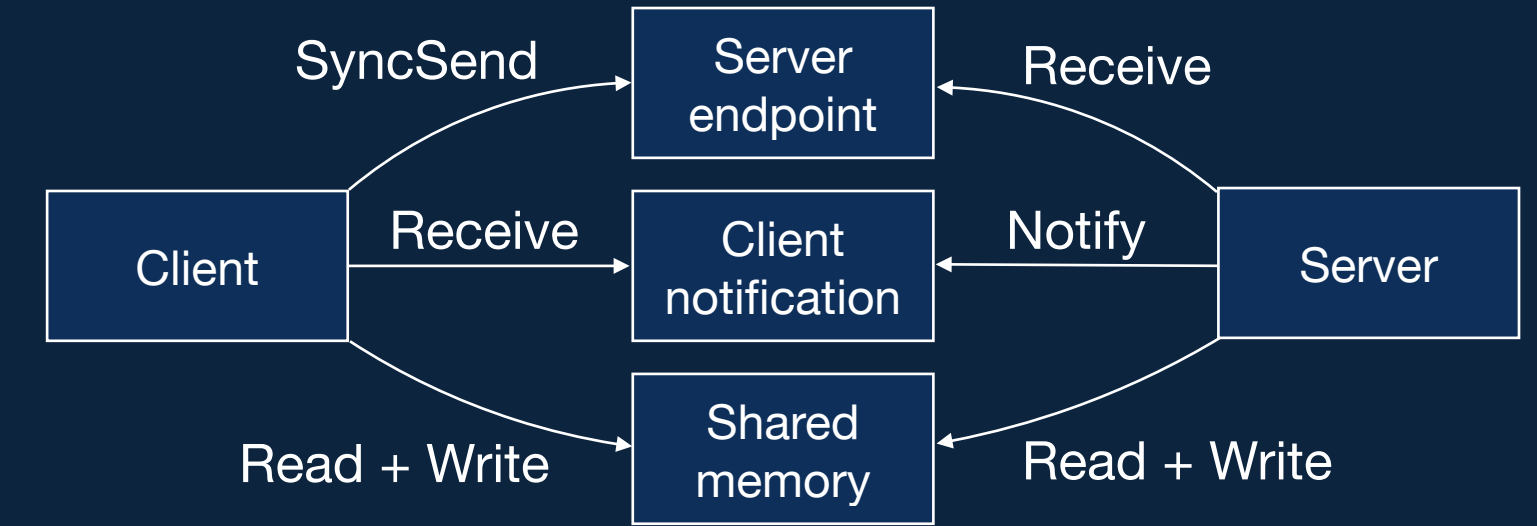 SyncSend
Server
endpoint
Receive
Client
Receive
Client
notification
Notify
Server
Read + Write
Shared
memory
Read + Write